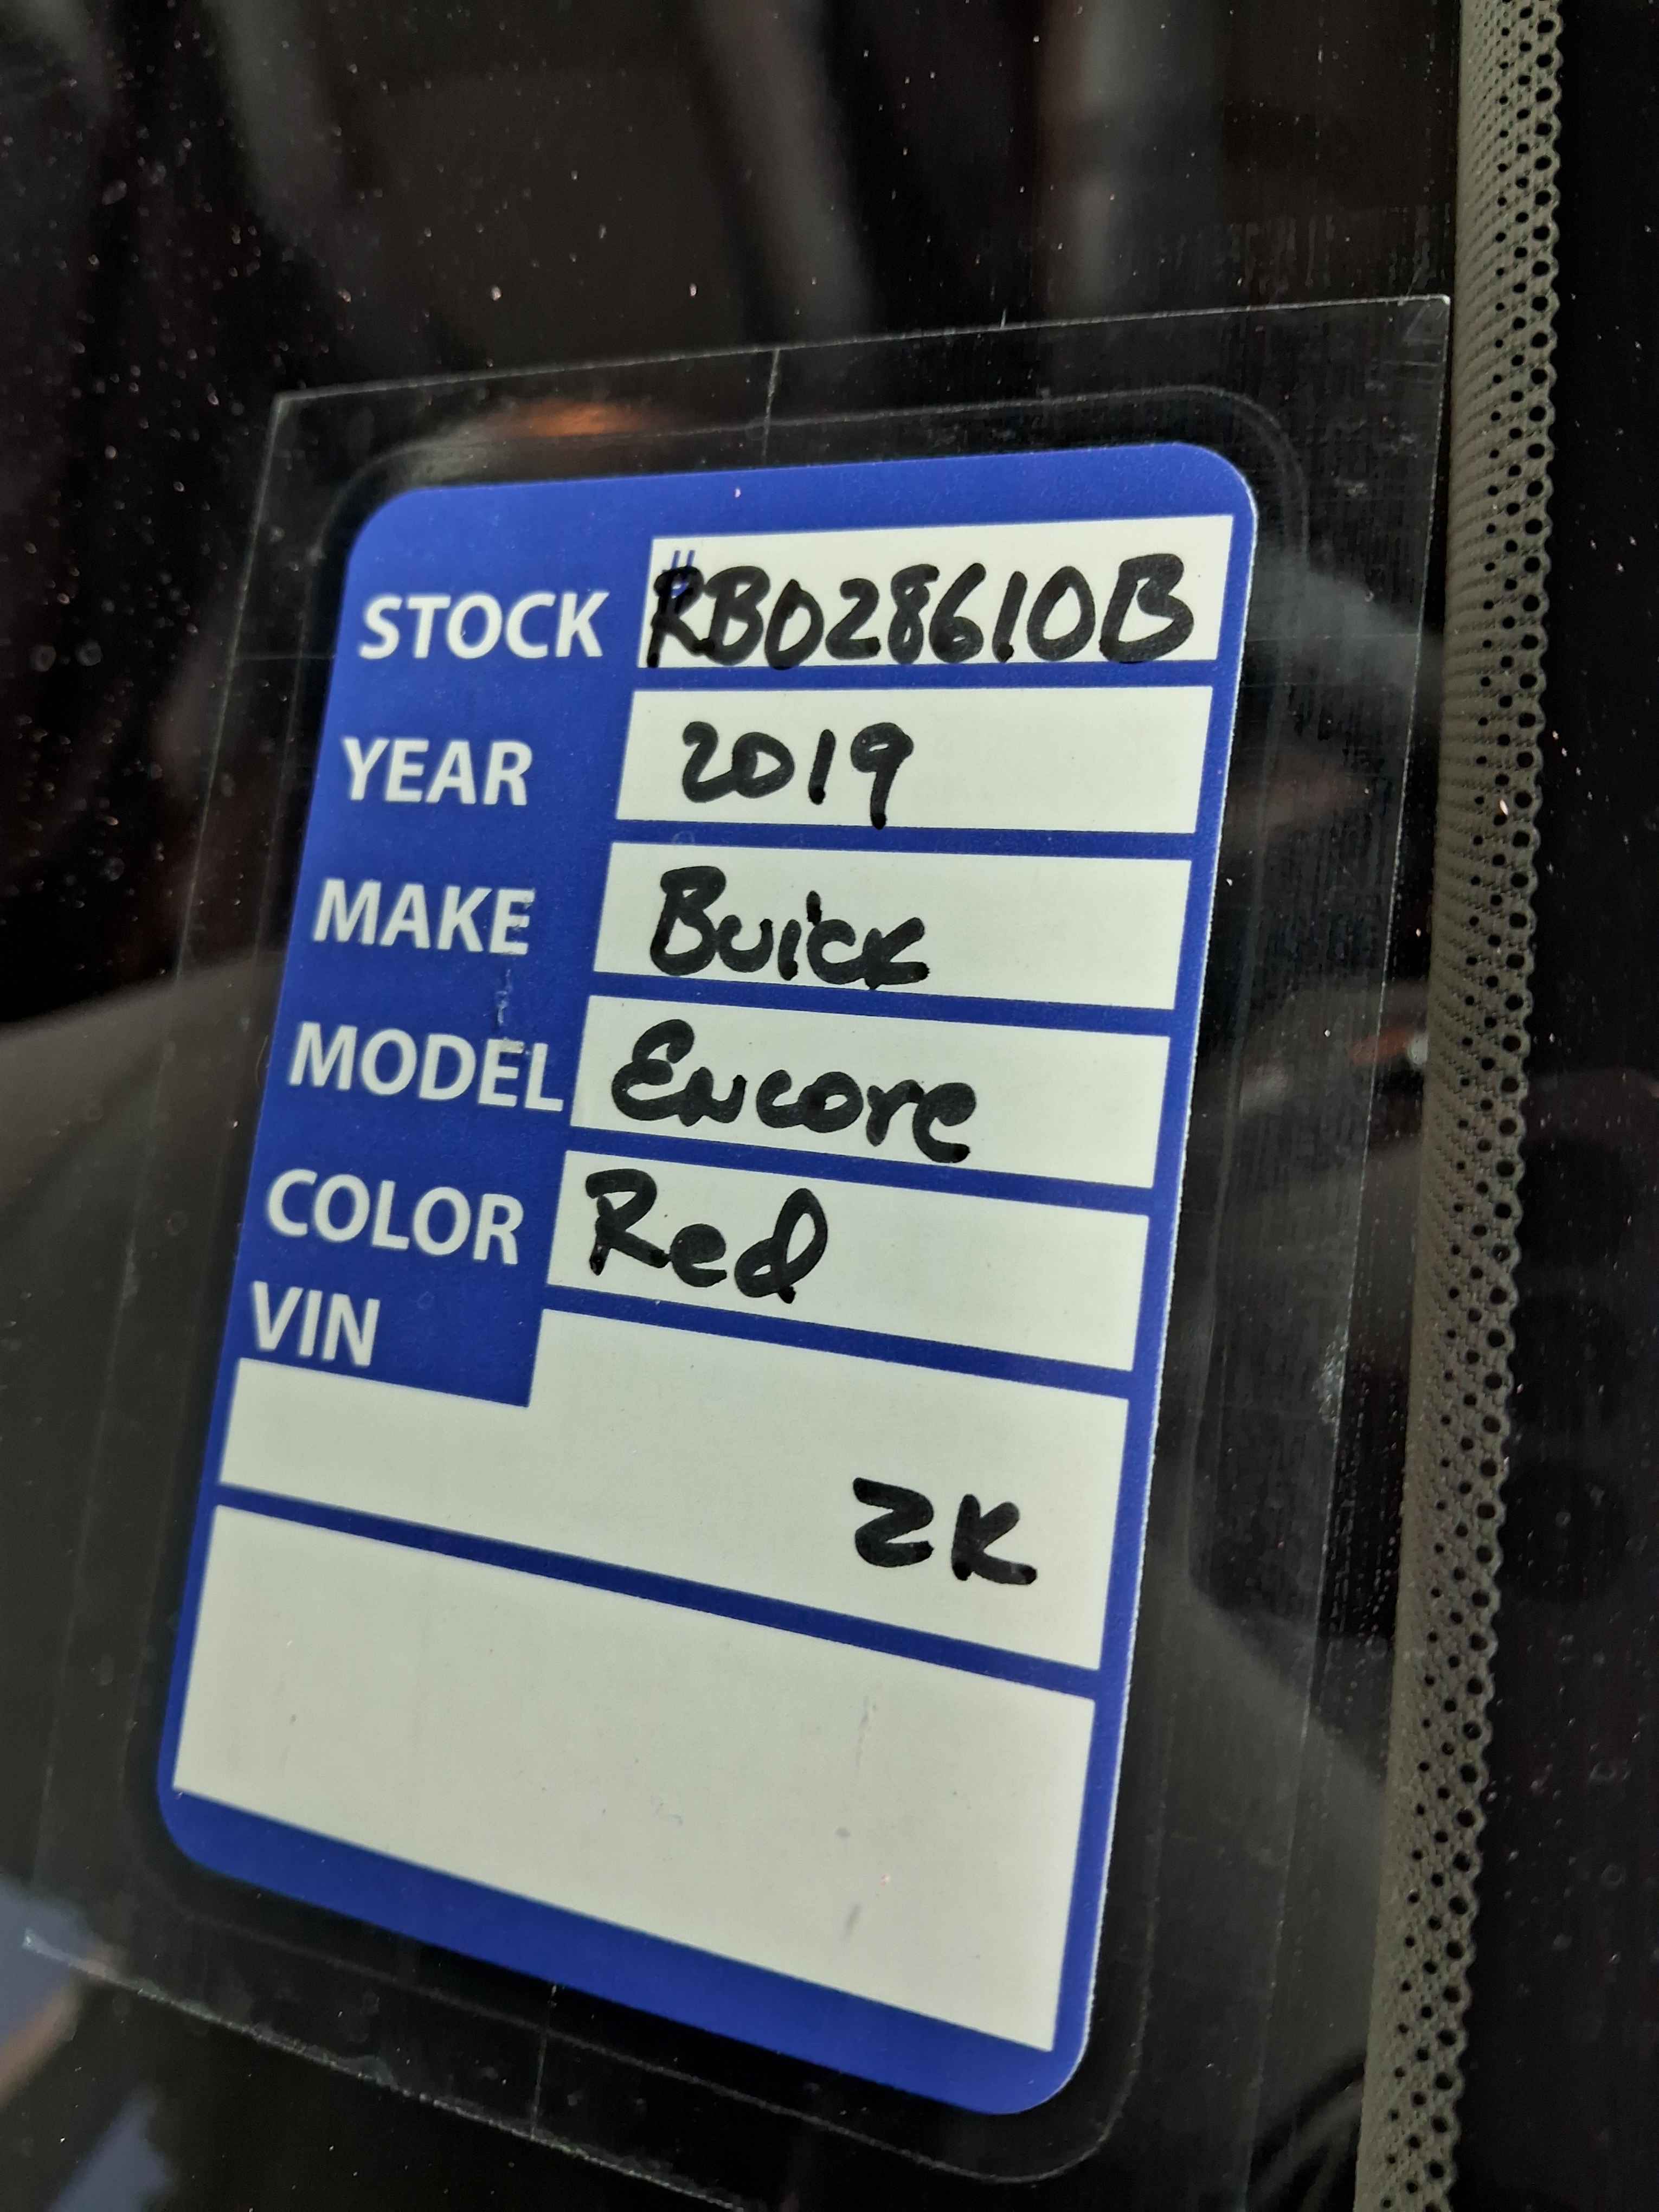 STOCK #RB028610B
YEAR 2019
MAKE Buick
MODEL Encore
COLOR Red
VIN
ZK